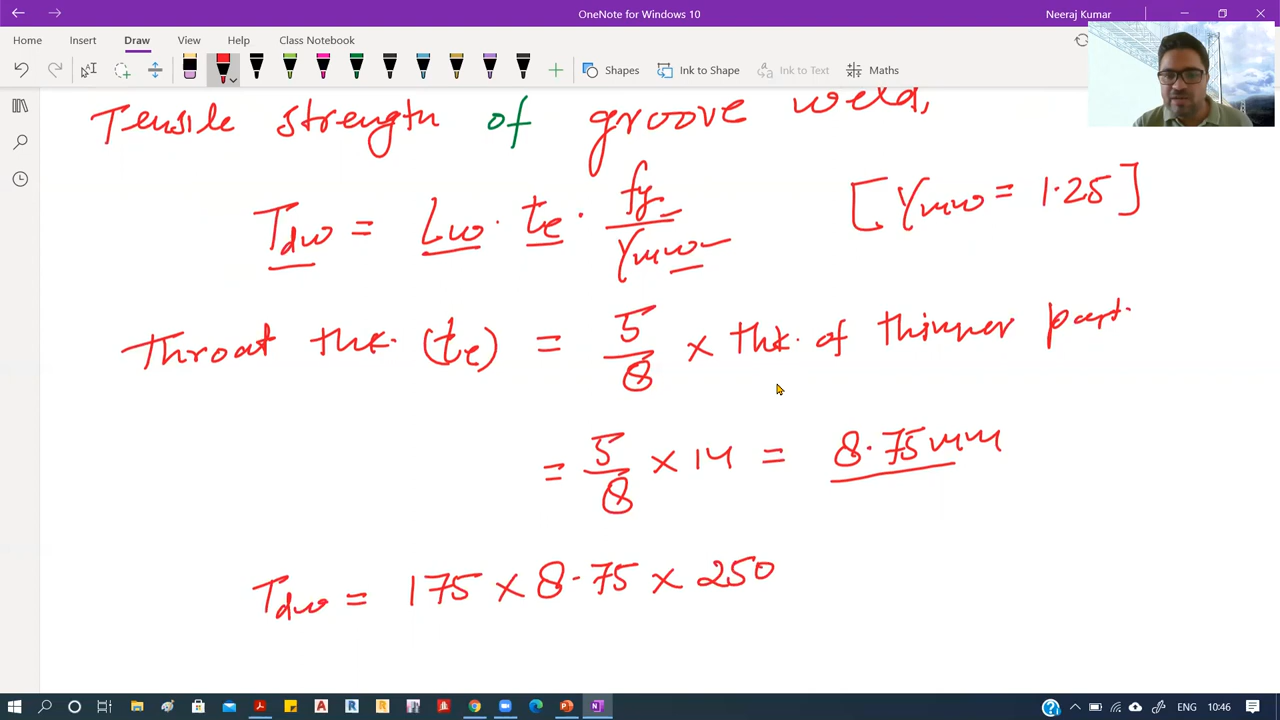 OneNote for Windows 10
Neeraj Kumar
Home Insert Draw View Help Class Notebook
Shapes Ink to Shape Ink to Text Maths
Tensile strength of groove weld,
Tdw = Lw · te · fy/γmw [γmw = 1.25]
Throat thk. (te) = 5/8 × thk. of thinner part.
= 5/8 × 14 = 8.75mm
Tdw = 175 × 8.75 × 250
ENG 10:46